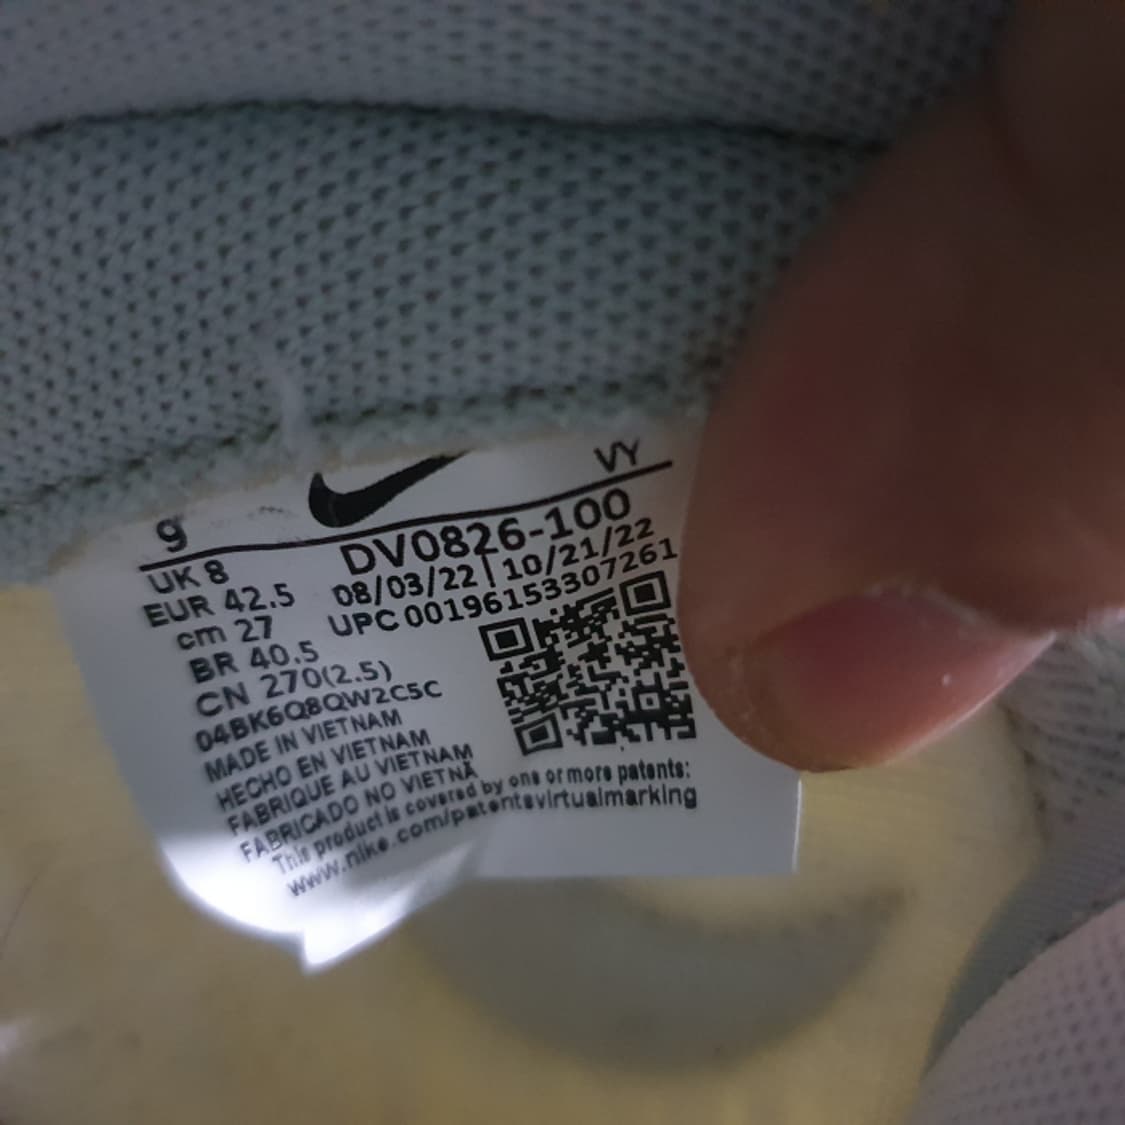 9
VY
UK 8
EUR 42.5
cm 27
BR 40.5
CN 270(2.5)
04BK6Q8QW2C5C
DV0826-100
08/03/22 | 10/21/22
UPC 00196153307261
MADE IN VIETNAM
HECHO EN VIETNAM
FABRIQUE AU VIETNAM
FABRICADO NO VIETNÃ
This product is covered by one or more patents:
www.nike.com/patentsvirtualmarking